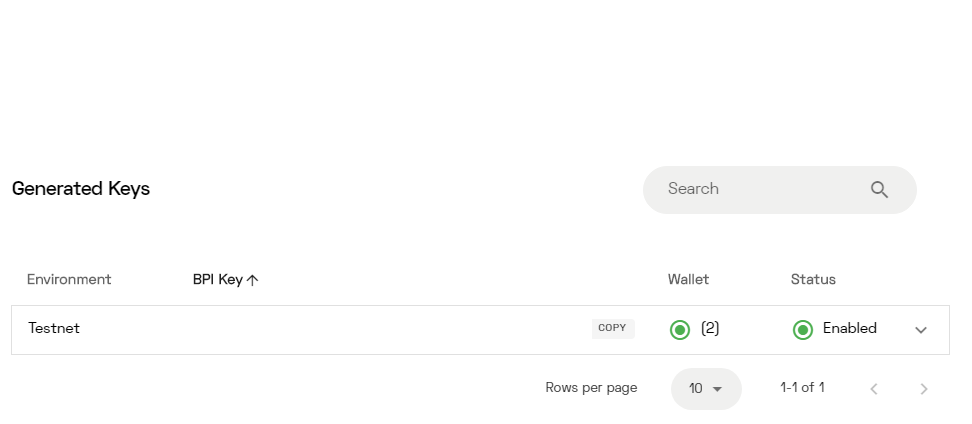 Generated Keys
Search
Environment BPI Key Wallet Status
Testnet COPY (2) Enabled
Rows per page 10 1-1 of 1